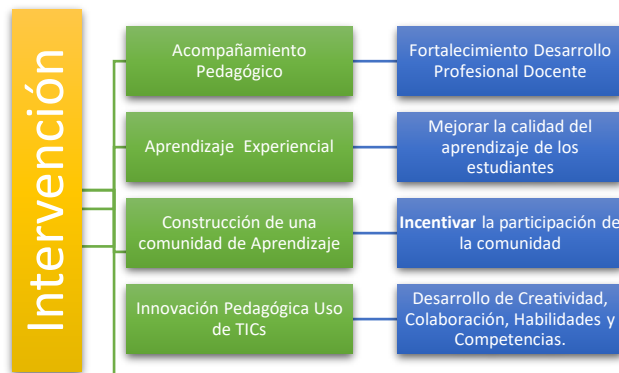 Intervención
Acompañamiento
Pedagógico
Fortalecimiento Desarrollo
Profesional Docente
Aprendizaje Experiencial
Mejorar la calidad del
aprendizaje de los
estudiantes
Construcción de una
comunidad de Aprendizaje
Incentivar la participación de
la comunidad
Innovación Pedagógica Uso
de TICs
Desarrollo de Creatividad,
Colaboración, Habilidades y
Competencias.